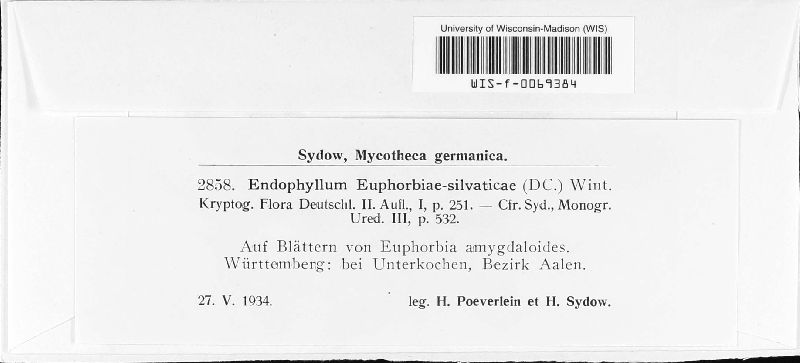 University of Wisconsin-Madison (WIS)
WIS-f-0069384
Sydow, Mycotheca germanica.
2858. Endophyllum Euphorbiae-silvaticae (DC.) Wint.
Kryptog. Flora Deutschl. II. Aufl., I, p. 251. — Cfr. Syd., Monogr.
Ured. III, p. 532.
Auf Blättern von Euphorbia amygdaloides.
Württemberg: bei Unterkochen, Bezirk Aalen.
27. V. 1934. leg. H. Poeverlein et H. Sydow.